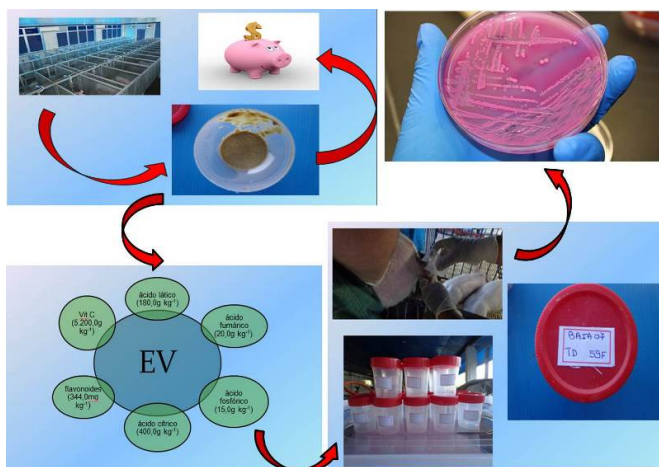 ácido lático
(180,0g kg⁻¹)
Vit C
(5.200,0g
kg⁻¹)
ácido
fumárico
(20,0g kg⁻¹)
EV
flavonoides
(344,0mg
kg⁻¹)
ácido
fosfórico
(15,0g kg⁻¹)
ácido cítrico
(400,0g kg⁻¹)
BAIA 07
TD 59F